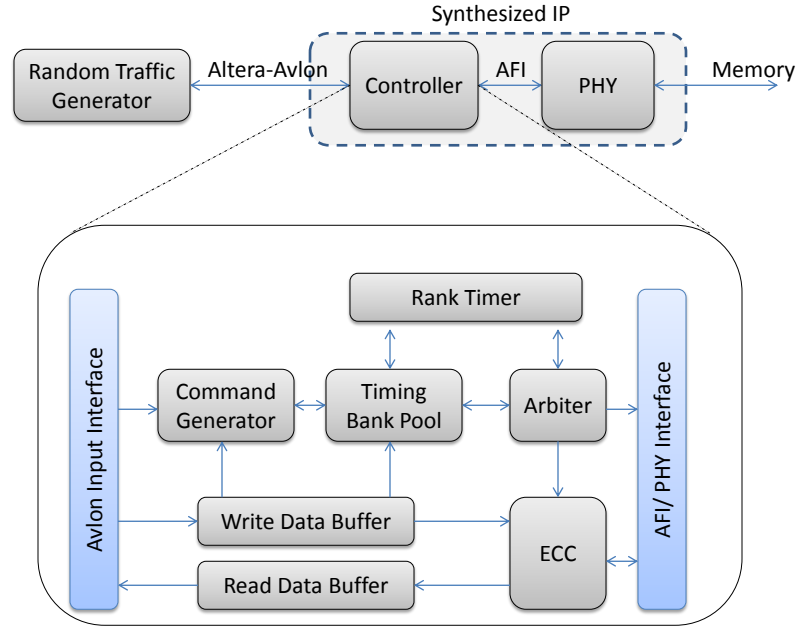 Synthesized IP
Random Traffic
Generator
Altera-Avlon
Controller
AFI
PHY
Memory
Rank Timer
Avlon Input Interface
Command
Generator
Timing
Bank Pool
Arbiter
AFI/ PHY Interface
Write Data Buffer
ECC
Read Data Buffer